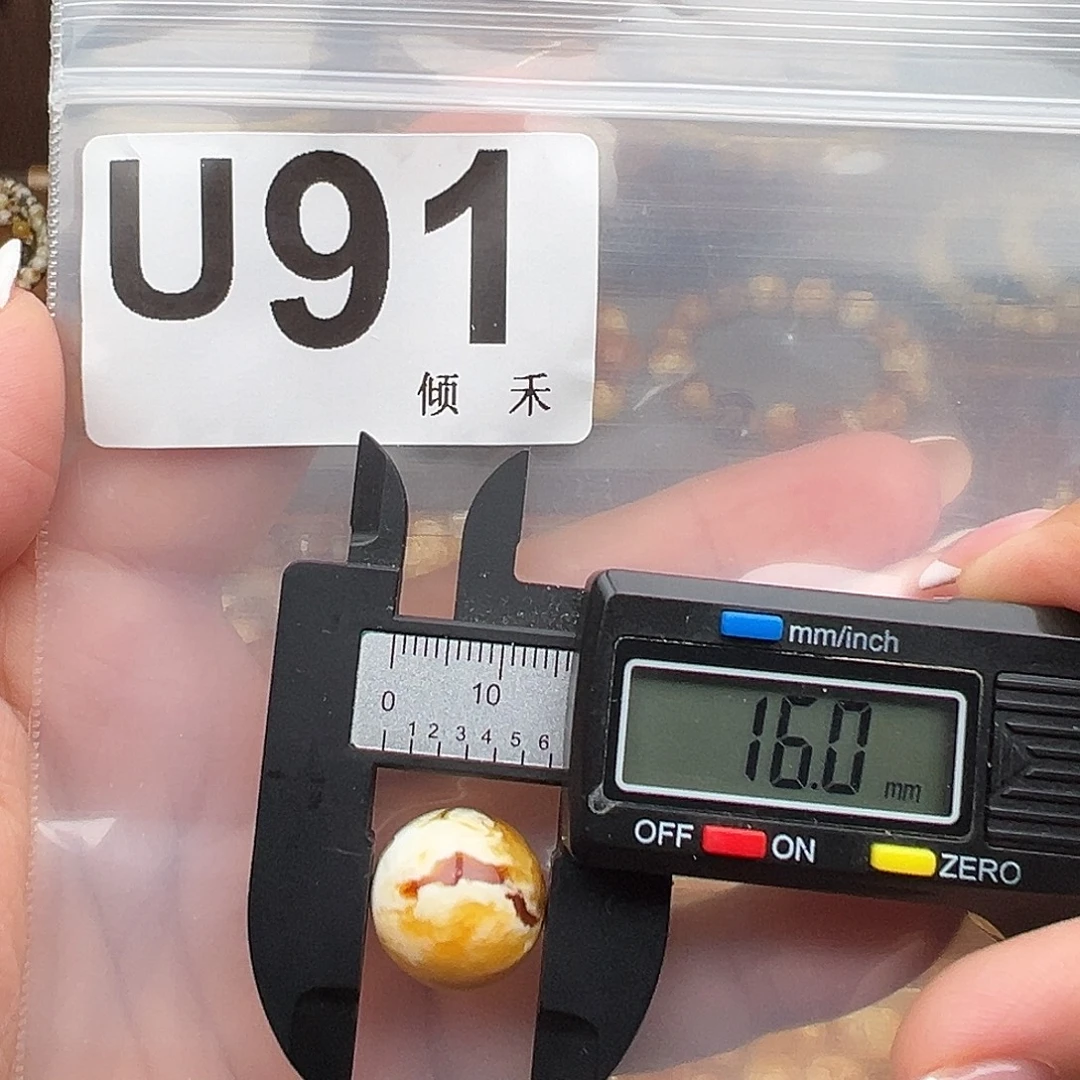 U91
倾 禾
mm/inch
0 10
1 2 3 4 5 6
16.0 mm
OFF ON ZERO